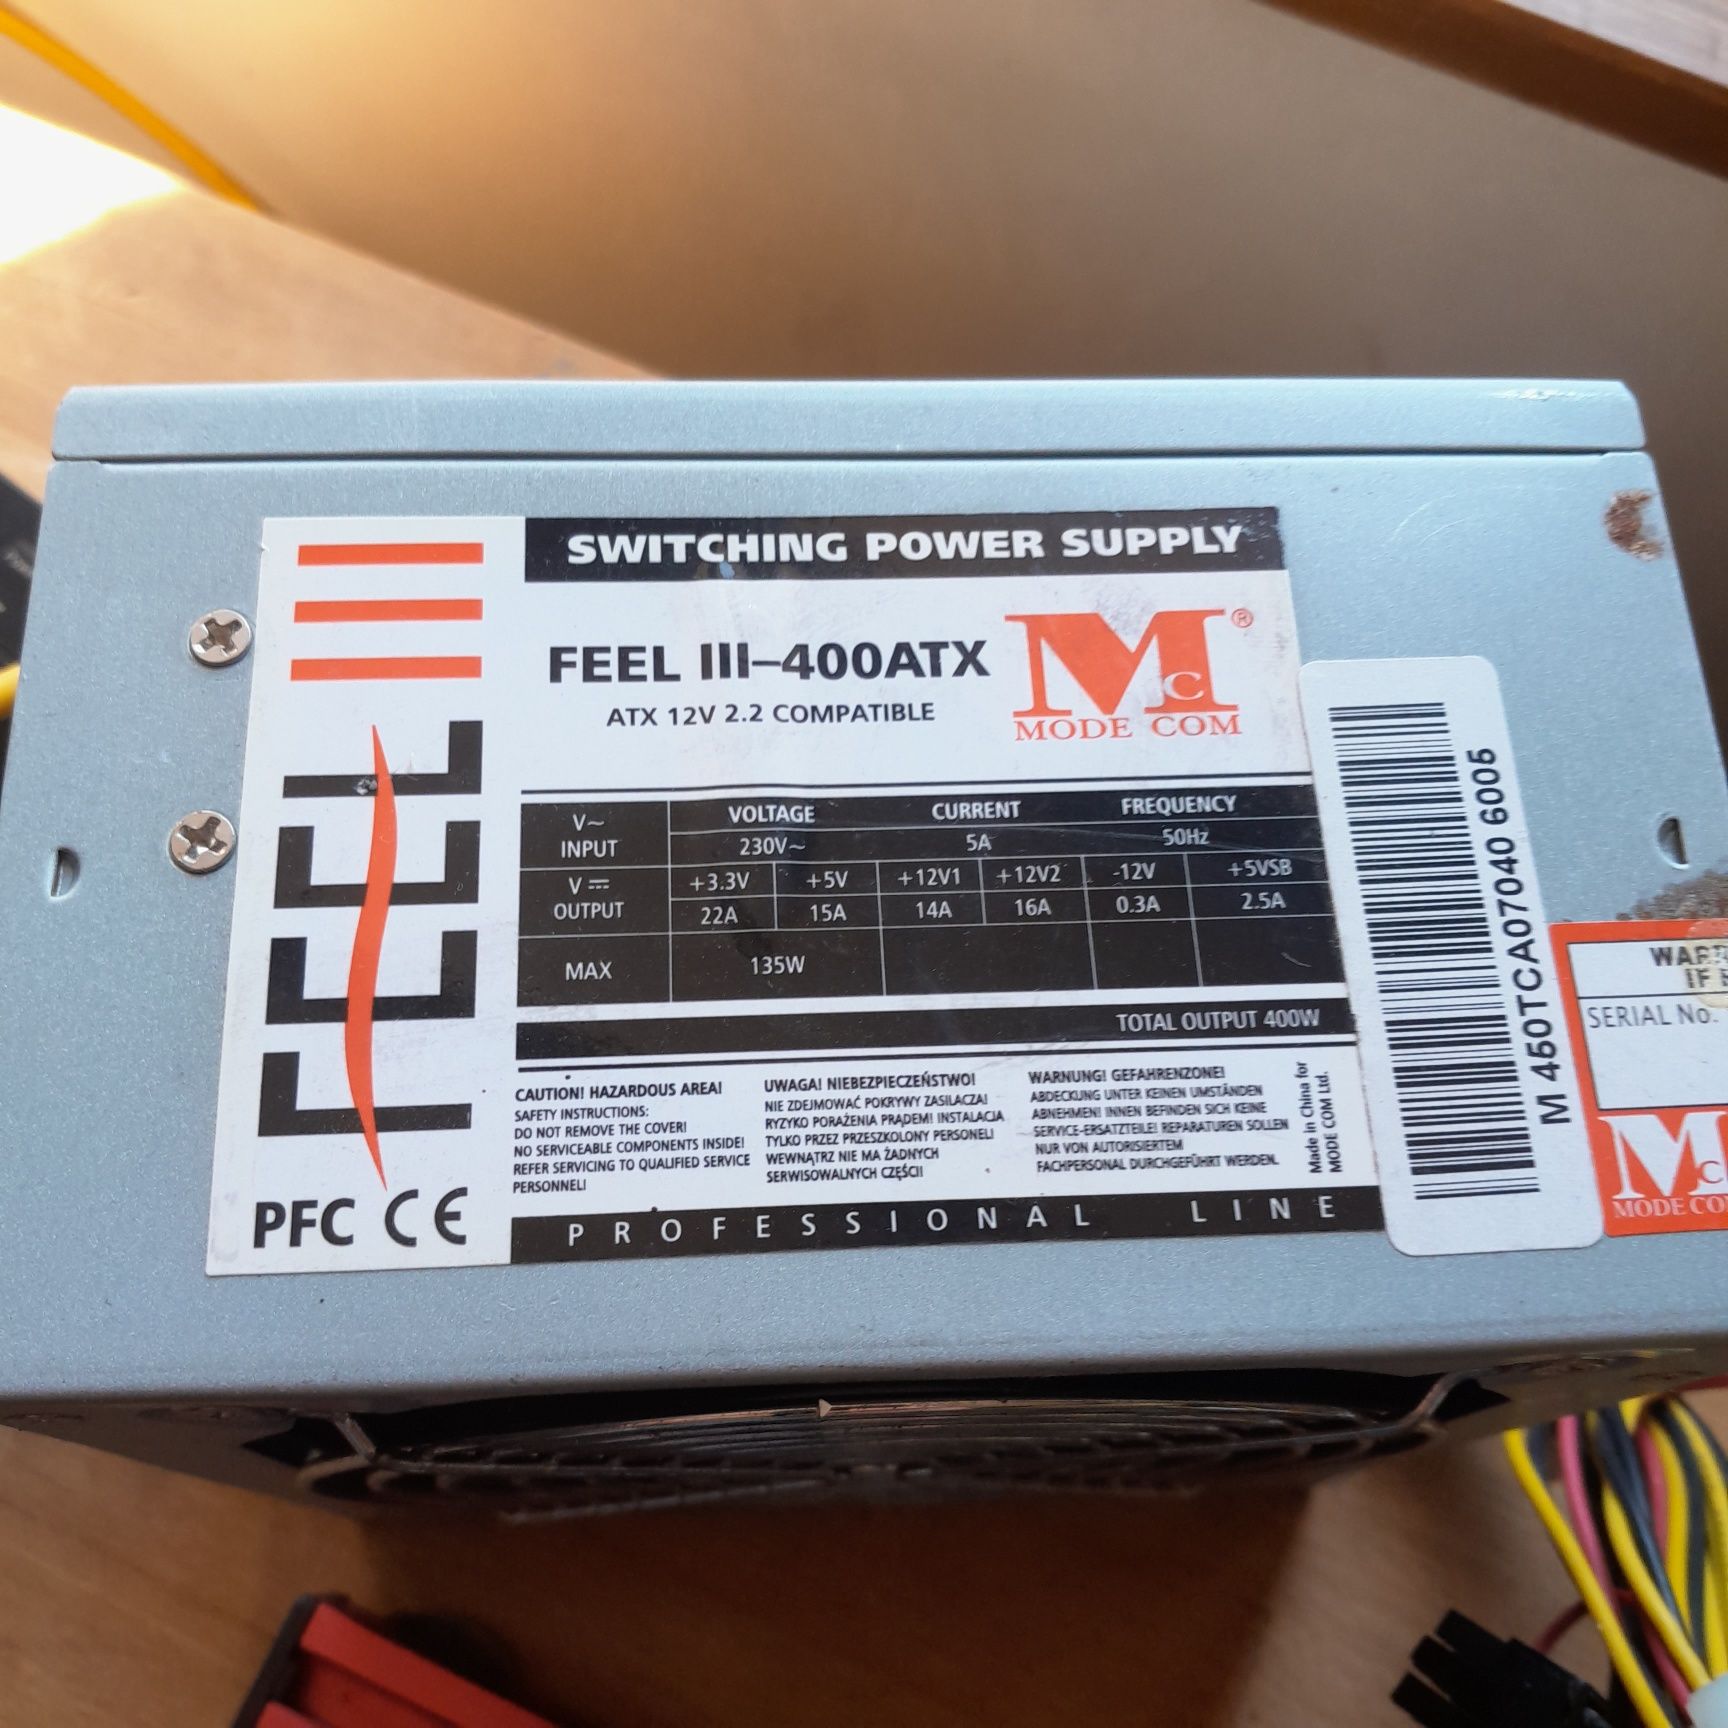 SWITCHING POWER SUPPLY
FEEL III
FEEL III–400ATX
ATX 12V 2.2 COMPATIBLE
MC®
MODE COM
V~ INPUT VOLTAGE CURRENT FREQUENCY
230V~ 5A 50Hz
V⎓ OUTPUT +3.3V +5V +12V1 +12V2 -12V +5VSB
22A 15A 14A 16A 0.3A 2.5A
MAX 135W
TOTAL OUTPUT 400W
CAUTION! HAZARDOUS AREA!
SAFETY INSTRUCTIONS:
DO NOT REMOVE THE COVER!
NO SERVICEABLE COMPONENTS INSIDE!
REFER SERVICING TO QUALIFIED SERVICE
PERSONNEL!
UWAGA! NIEBEZPIECZEŃSTWO!
NIE ZDEJMOWAĆ POKRYWY ZASILACZA!
RYZYKO PORAŻENIA PRĄDEM! INSTALACJA
TYLKO PRZEZ PRZESZKOLONY PERSONEL!
WEWNĄTRZ NIE MA ŻADNYCH
SERWISOWALNYCH CZĘŚCI!
WARNUNG! GEFAHRENZONE!
ABDECKUNG UNTER KEINEN UMSTÄNDEN
ABNEHMEN! INNEN BEFINDEN SICH KEINE
SERVICE-ERSATZTEILE! REPARATUREN SOLLEN
NUR VON AUTORISIERTEM
FACHPERSONAL DURCHGEFÜHRT WERDEN.
Made in China for
MODE COM Ltd.
PFC CE
PROFESSIONAL LINE
M 450TCA07040 6005
IF
SERIAL No.
MC
MODE CO